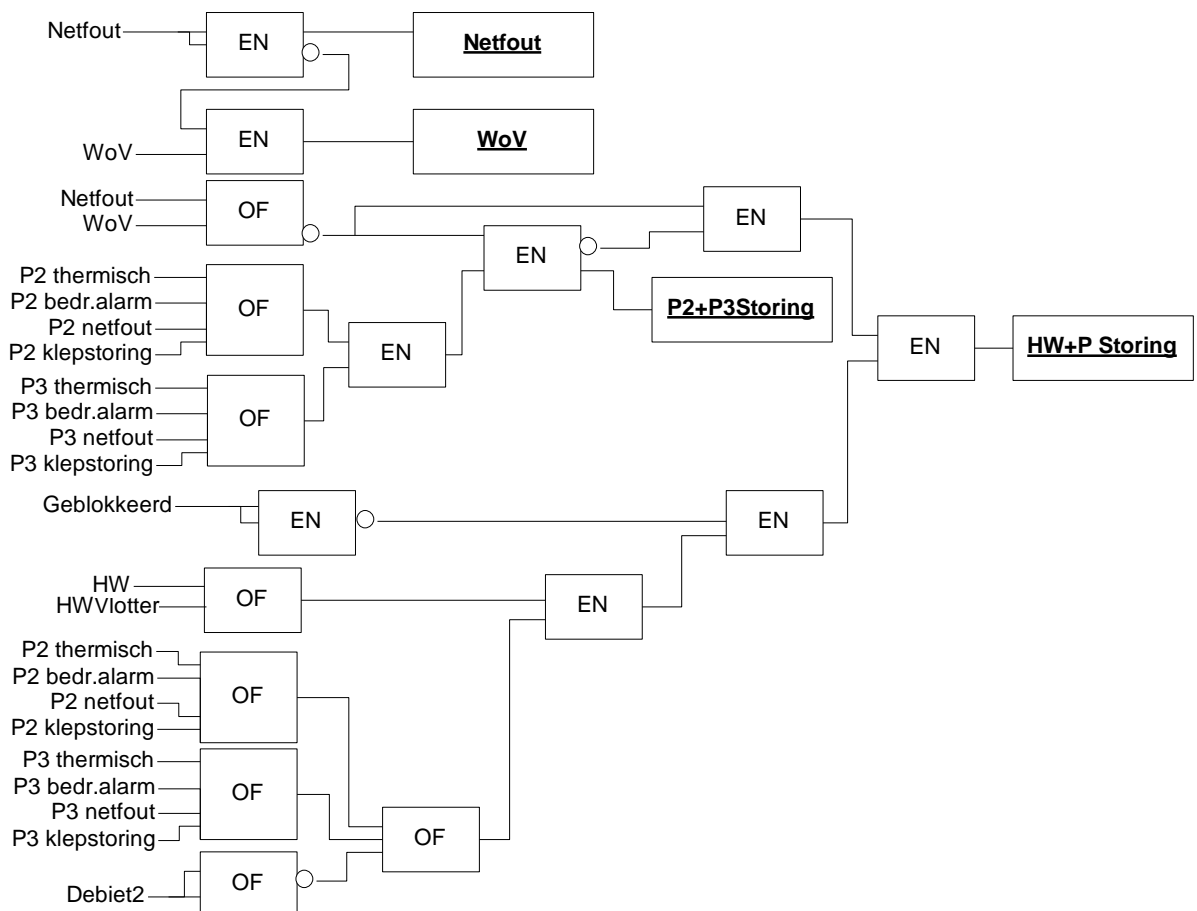 Netfout
EN
Netfout
EN
WoV
WoV
Netfout
WoV
OF
EN
EN
P2 thermisch
P2 bedr.alarm
P2 netfout
P2 klepstoring
OF
P2+P3Storing
EN
EN
HW+P Storing
P3 thermisch
P3 bedr.alarm
P3 netfout
P3 klepstoring
OF
Geblokkeerd
EN
EN
HW
HWVlotter
OF
EN
P2 thermisch
P2 bedr.alarm
P2 netfout
P2 klepstoring
OF
P3 thermisch
P3 bedr.alarm
P3 netfout
P3 klepstoring
OF
OF
Debiet2
OF